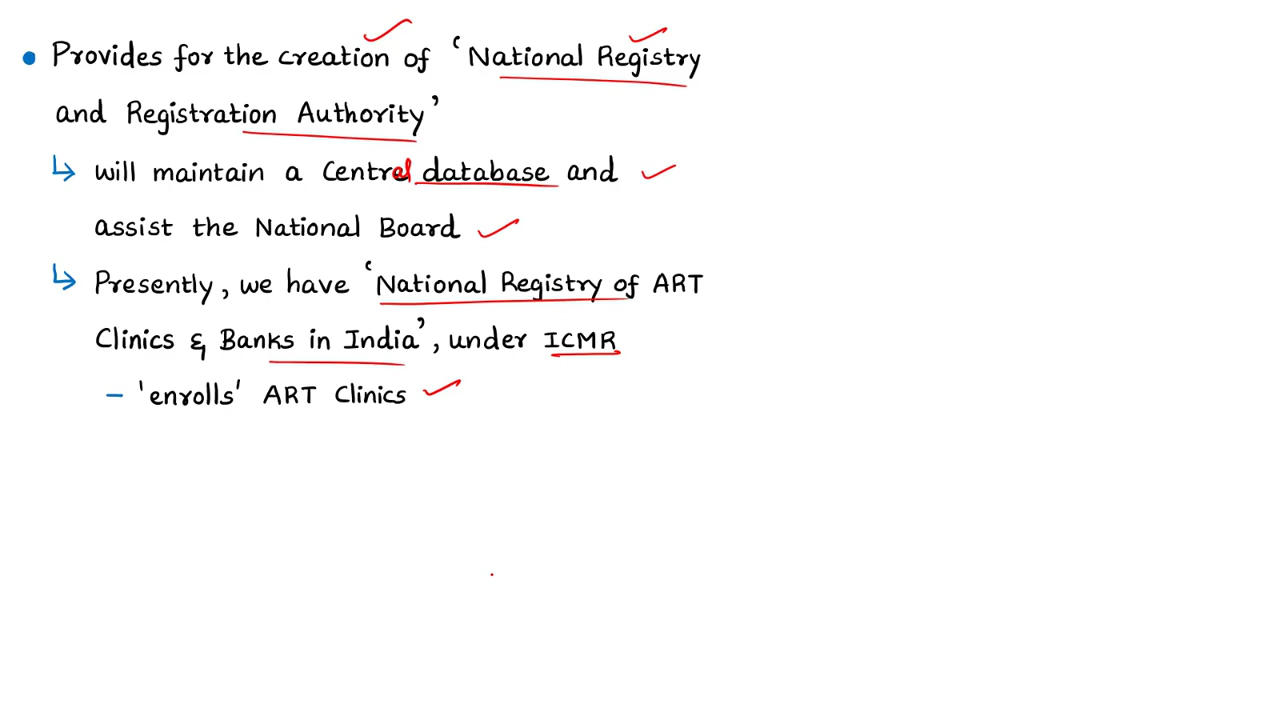 • Provides for the creation of ‘National Registry
and Registration Authority’
↳ will maintain a Central database and
assist the National Board
↳ Presently, we have ‘National Registry of ART
Clinics & Banks in India’, under ICMR
– 'enrolls' ART Clinics